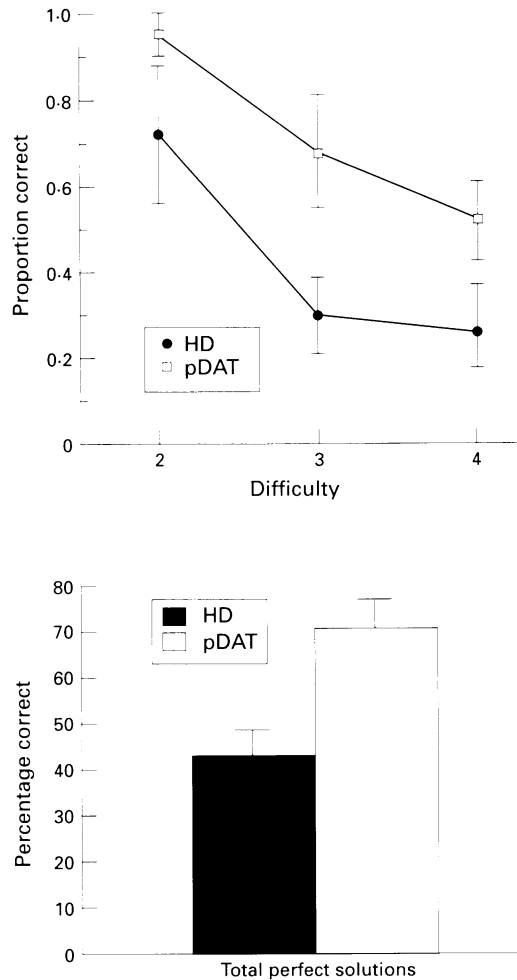 1·0
0·8
0·6
0·4
0·2
0
Proportion correct
HD
pDAT
2 3 4
Difficulty
80
70
60
50
40
30
20
10
0
Percentage correct
HD
pDAT
Total perfect solutions